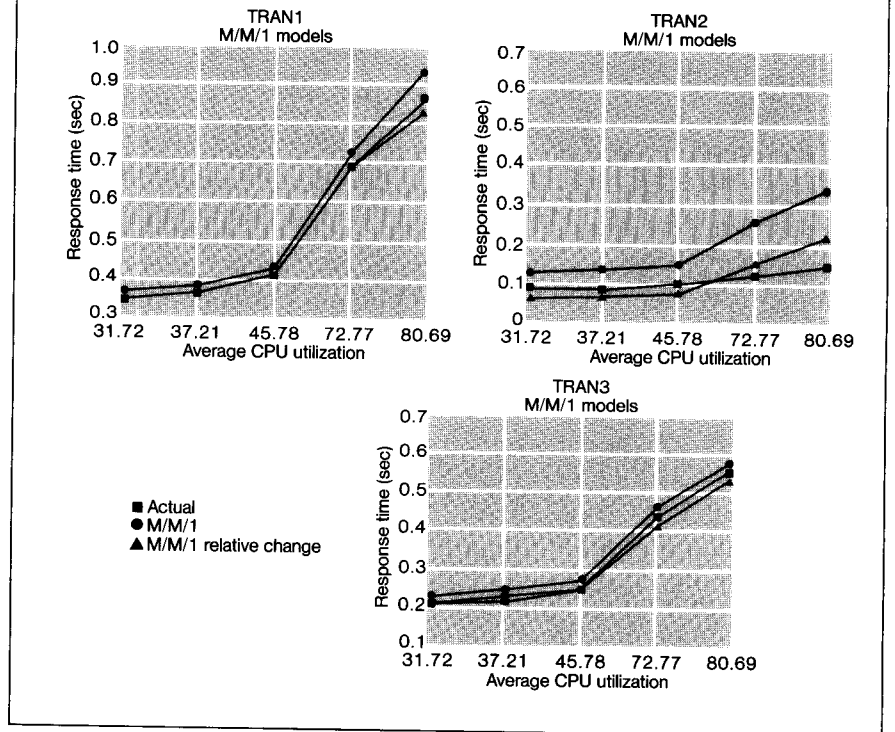 TRAN1
M/M/1 models
Response time (sec)
1.0
0.9
0.8
0.7
0.6
0.5
0.4
0.3
31.72 37.21 45.78 72.77 80.69
Average CPU utilization
TRAN2
M/M/1 models
Response time (sec)
0.7
0.6
0.5
0.4
0.3
0.2
0.1
0
31.72 37.21 45.78 72.77 80.69
Average CPU utilization
TRAN3
M/M/1 models
Response time (sec)
0.7
0.6
0.5
0.4
0.3
0.2
0.1
31.72 37.21 45.78 72.77 80.69
Average CPU utilization
Actual
M/M/1
M/M/1 relative change